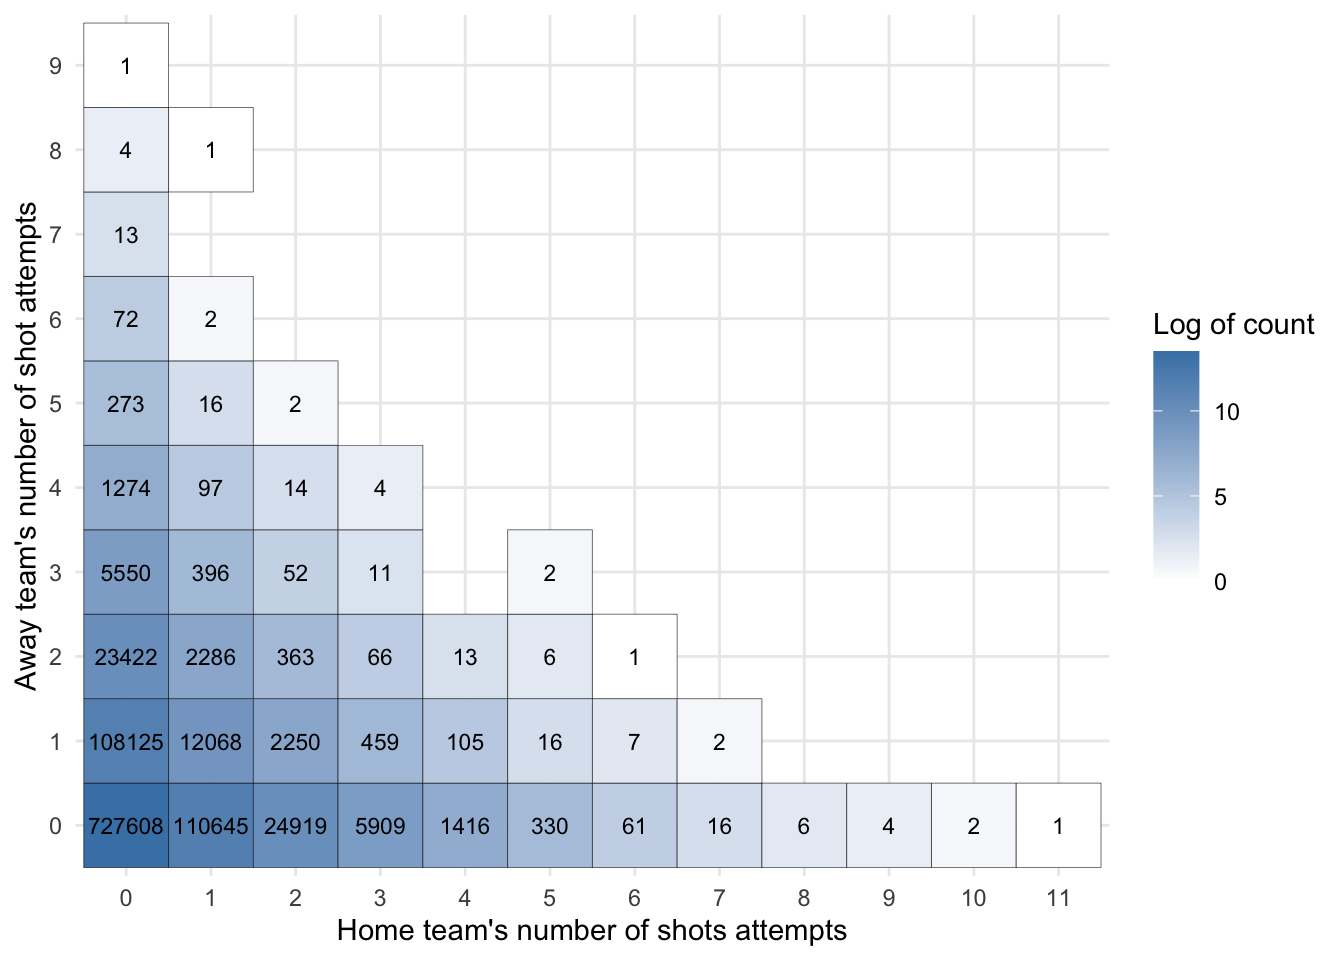 9 1
8 4 1
7 13
6 72 2
5 273 16 2
4 1274 97 14 4
3 5550 396 52 11 2
2 23422 2286 363 66 13 6 1
1 108125 12068 2250 459 105 16 7 2
0 727608 110645 24919 5909 1416 330 61 16 6 4 2 1
0 1 2 3 4 5 6 7 8 9 10 11
Home team's number of shots attempts
Away team's number of shot attempts
Log of count
10
5
0